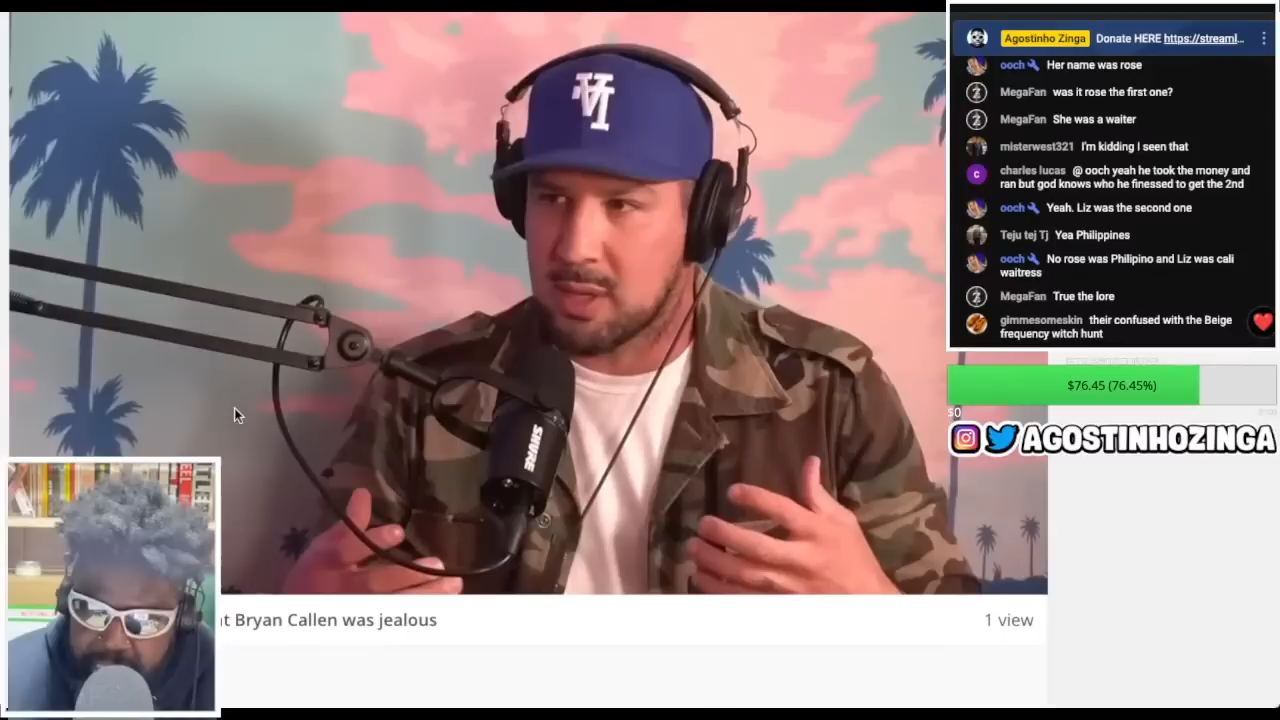 Agostinho Zinga Donate HERE https://streaml...
ooch Her name was rose
MegaFan was it rose the first one?
MegaFan She was a waiter
misterwest321 I'm kidding I seen that
charles lucas @ ooch yeah he took the money and
ran but god knows who he finessed to get the 2nd
ooch Yeah. Liz was the second one
Teju tej Tj Yea Philippines
ooch No rose was Philipino and Liz was cali
waitress
MegaFan True the lore
gimmesomeskin their confused with the Beige
frequency witch hunt
$76.45 (76.45%)
$0
AGOSTINHOZINGA
SHURE
t Bryan Callen was jealous
1 view